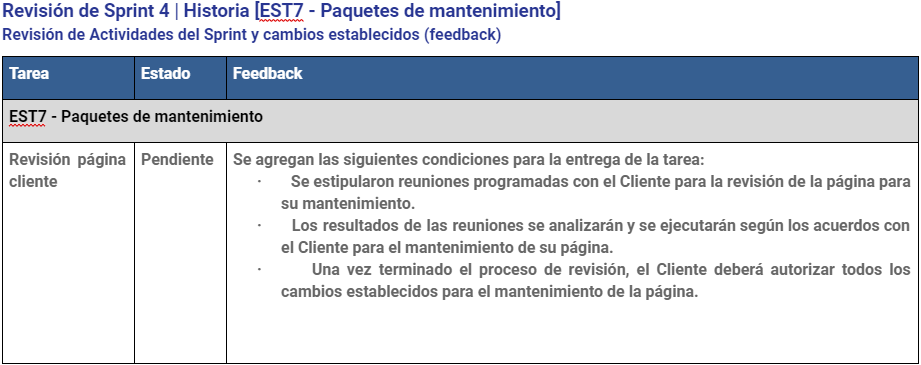 Revisión de Sprint 4 | Historia [EST7 - Paquetes de mantenimiento]
Revisión de Actividades del Sprint y cambios establecidos (feedback)
Tarea Estado Feedback
EST7 - Paquetes de mantenimiento
Revisión página cliente
Pendiente
Se agregan las siguientes condiciones para la entrega de la tarea:
· Se estipularon reuniones programadas con el Cliente para la revisión de la página para
su mantenimiento.
· Los resultados de las reuniones se analizarán y se ejecutarán según los acuerdos con
el Cliente para el mantenimiento de su página.
· Una vez terminado el proceso de revisión, el Cliente deberá autorizar todos los
cambios establecidos para el mantenimiento de la página.